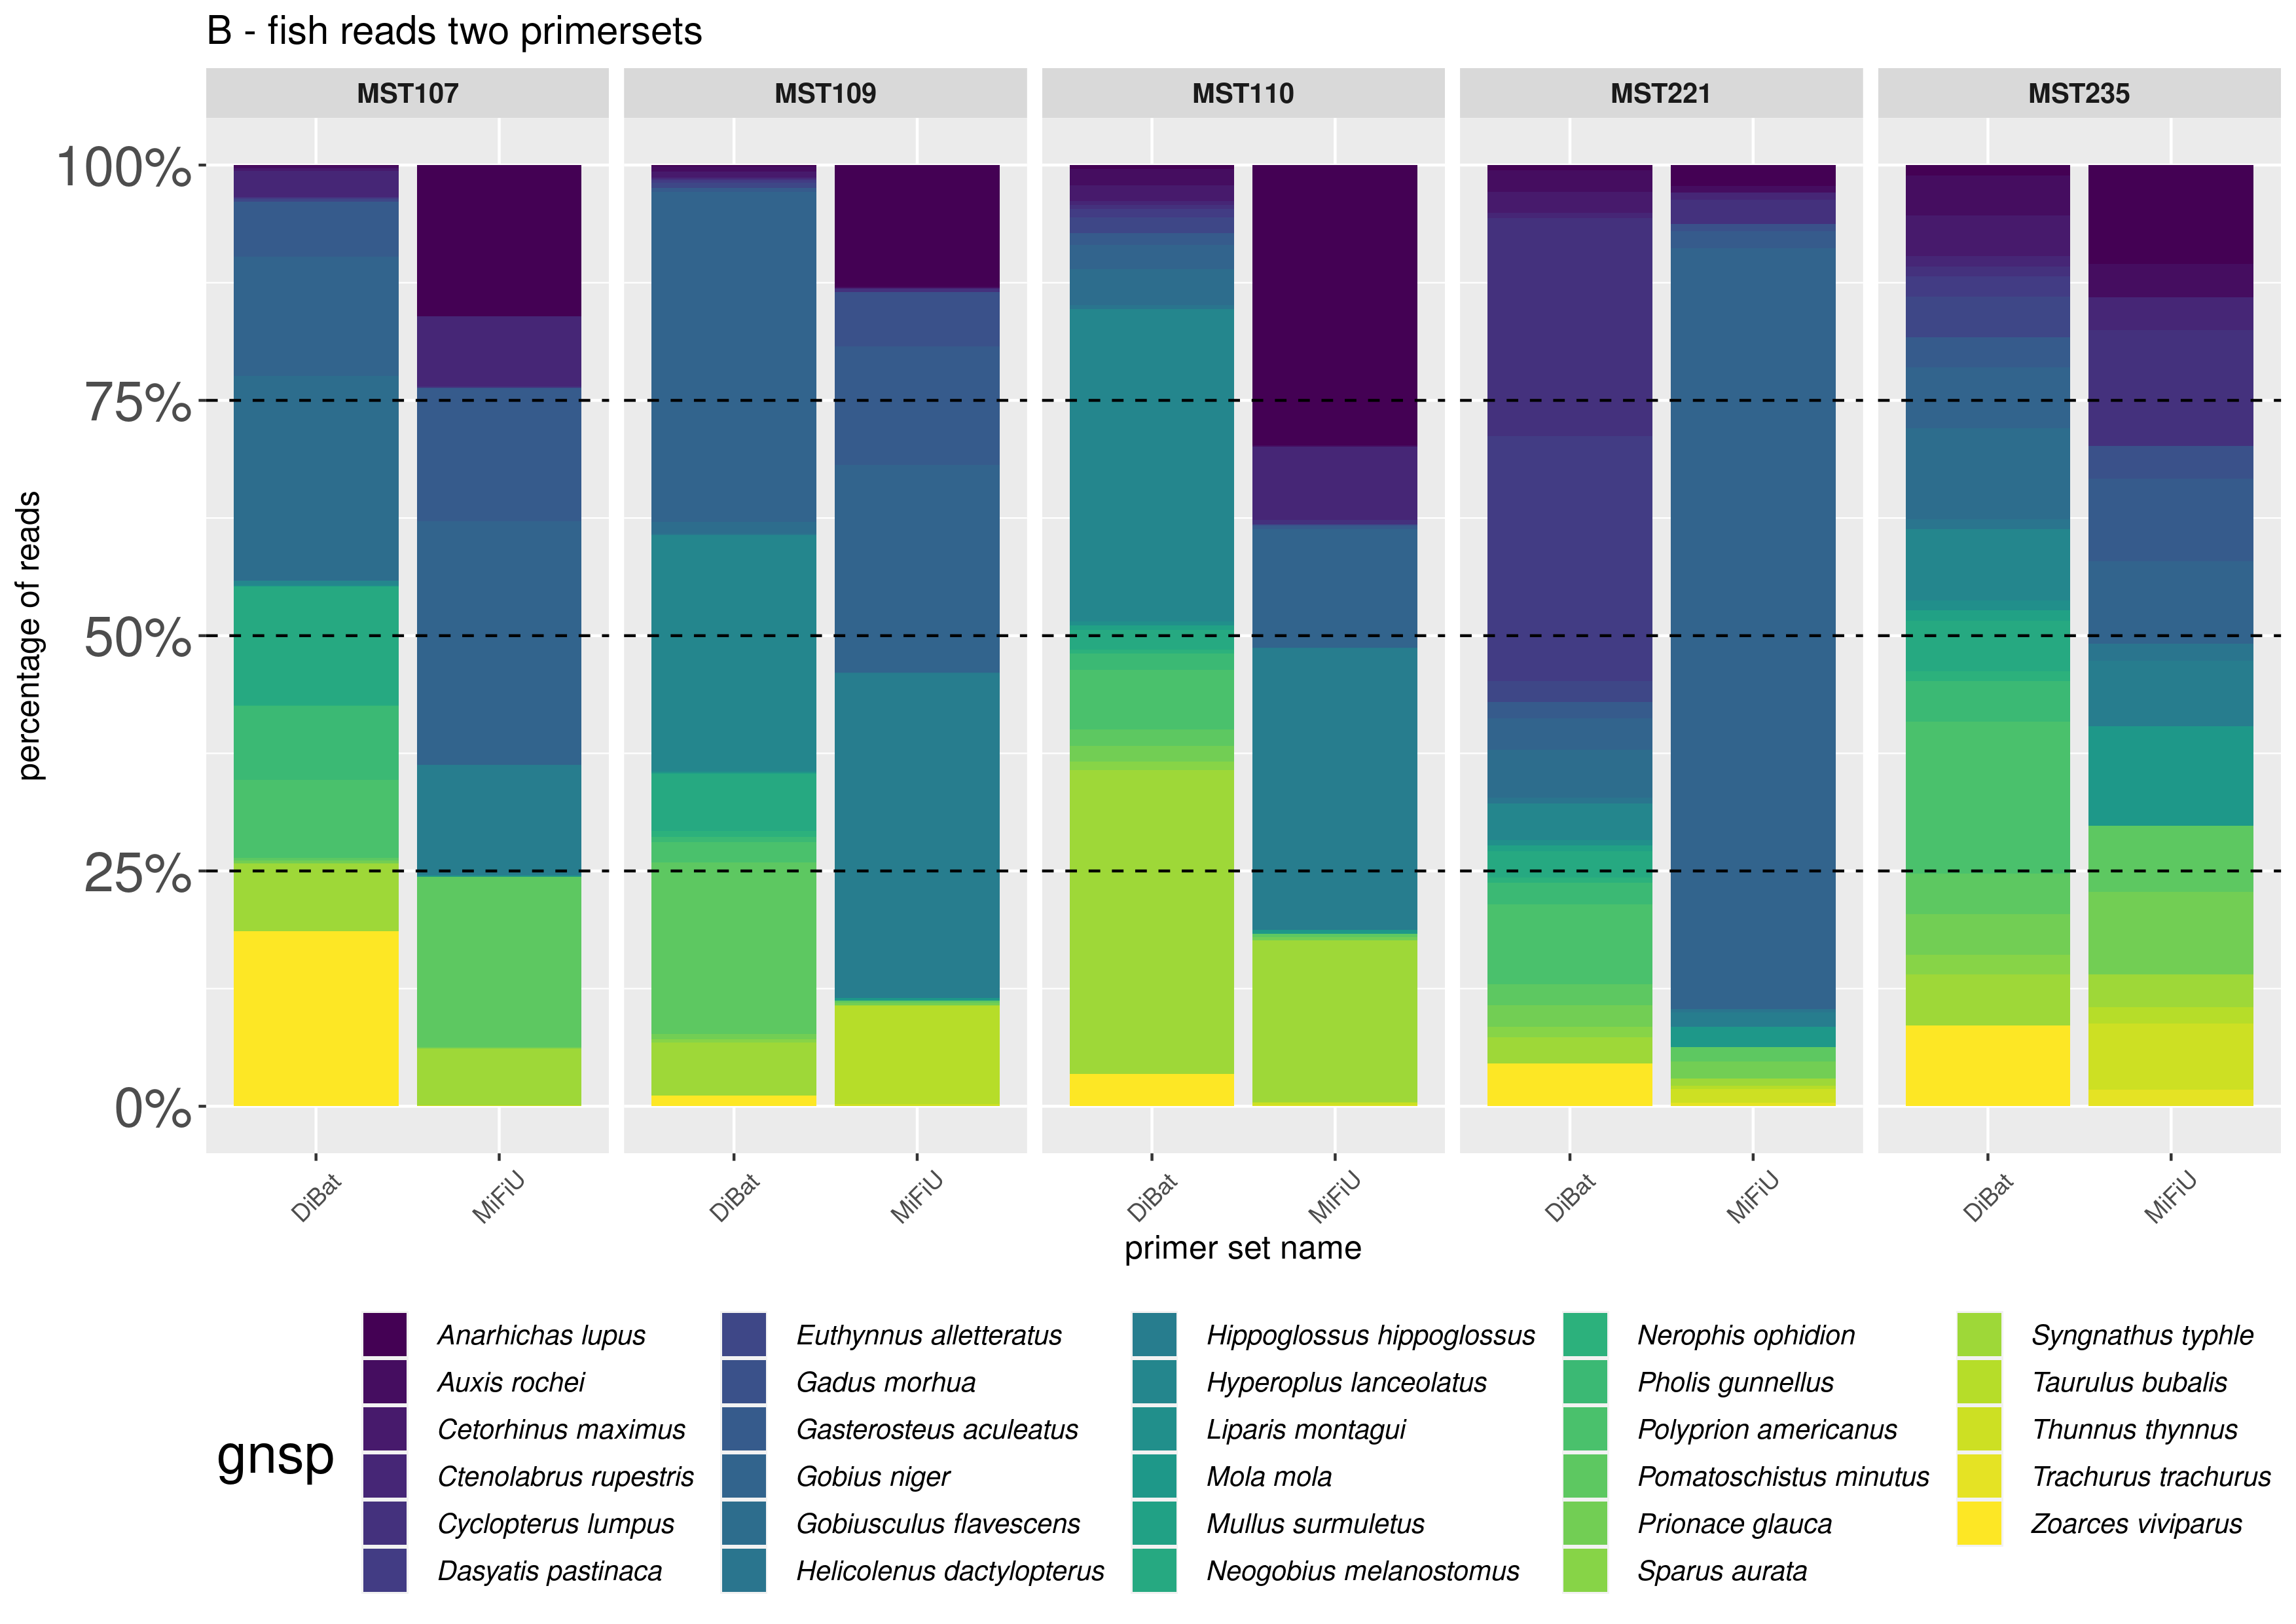 B - fish reads two primersets
MST107 MST109 MST110 MST221 MST235
100%
75%
50%
25%
0%
percentage of reads
DiBat MiFiU DiBat MiFiU DiBat MiFiU DiBat MiFiU DiBat MiFiU
primer set name
gnsp
Anarhichas lupus
Auxis rochei
Cetorhinus maximus
Ctenolabrus rupestris
Cyclopterus lumpus
Dasyatis pastinaca
Euthynnus alletteratus
Gadus morhua
Gasterosteus aculeatus
Gobius niger
Gobiusculus flavescens
Helicolenus dactylopterus
Hippoglossus hippoglossus
Hyperoplus lanceolatus
Liparis montagui
Mola mola
Mullus surmuletus
Neogobius melanostomus
Nerophis ophidion
Pholis gunnellus
Polyprion americanus
Pomatoschistus minutus
Prionace glauca
Sparus aurata
Syngnathus typhle
Taurulus bubalis
Thunnus thynnus
Trachurus trachurus
Zoarces viviparus